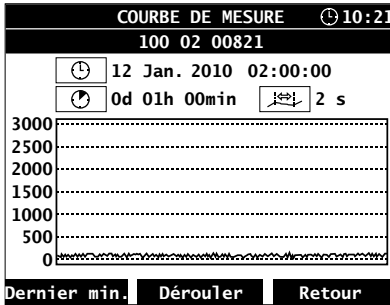 COURBE DE MESURE 10:21
100 02 00821
12 Jan. 2010 02:00:00
0d 01h 00min 2 s
3000
2500
2000
1500
1000
500
0
Dernier min. Dérouler Retour